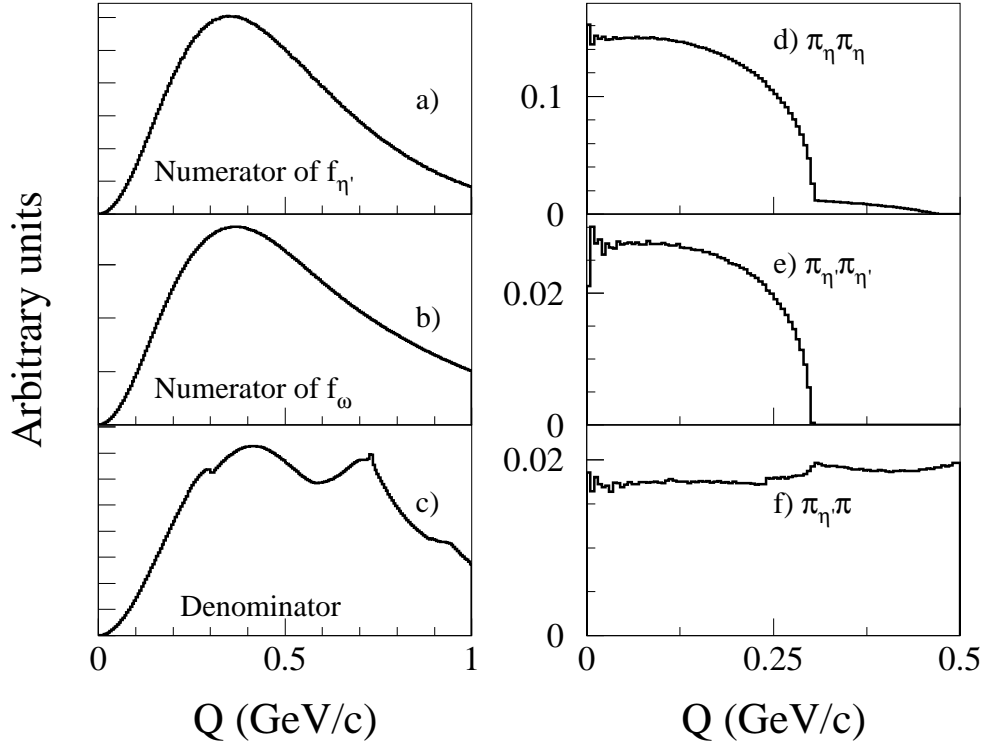 Arbitrary units
a)
Numerator of f_η'
b)
Numerator of f_ω
c)
Denominator
0 0.5 1
Q (GeV/c)
d) π_ηπ_η
0.1
0
e) π_η'π_η'
0.02
0
f) π_η'π
0.02
0
0 0.25 0.5
Q (GeV/c)